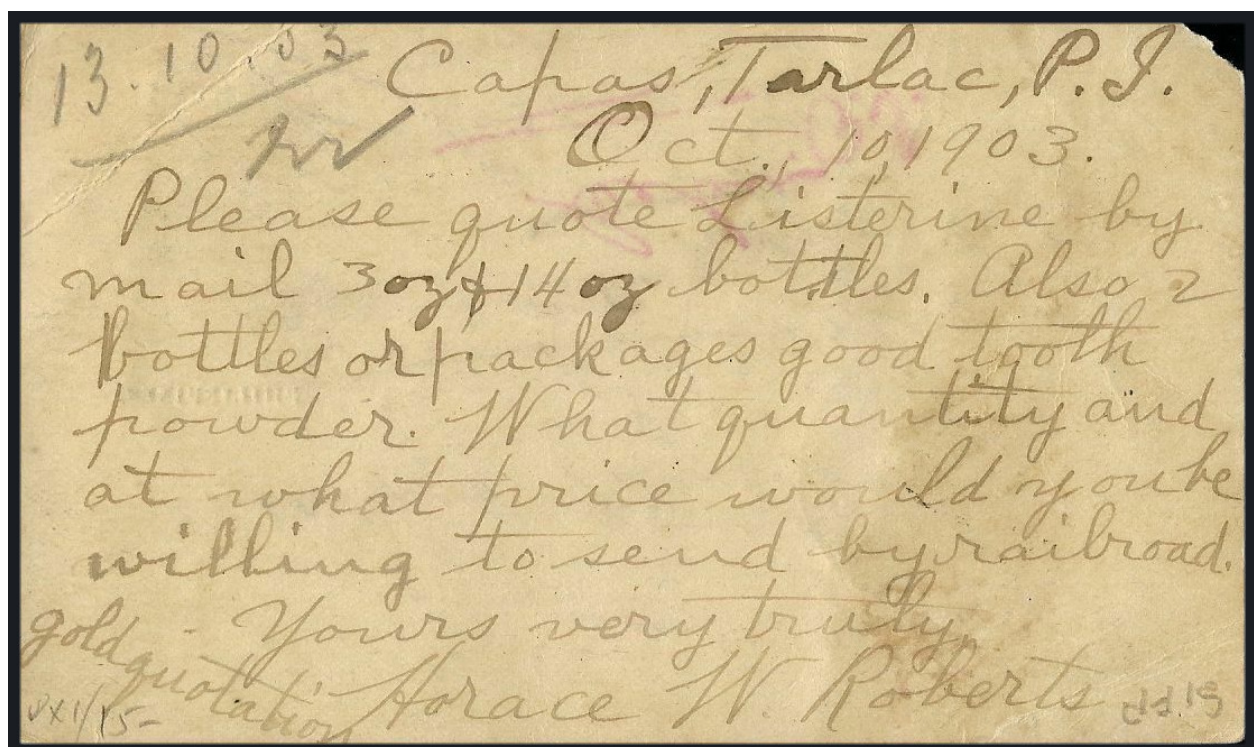 13.10.03
Capas, Tarlac, P.I.
Oct., 10, 1903.
Please quote Listerine by
mail 3oz & 14 oz bottles. Also 2
bottles or packages good tooth
powder. What quantity and
at what price would you be
willing to send by railroad.
Yours very truly,
Horace W. Roberts
gold quotation